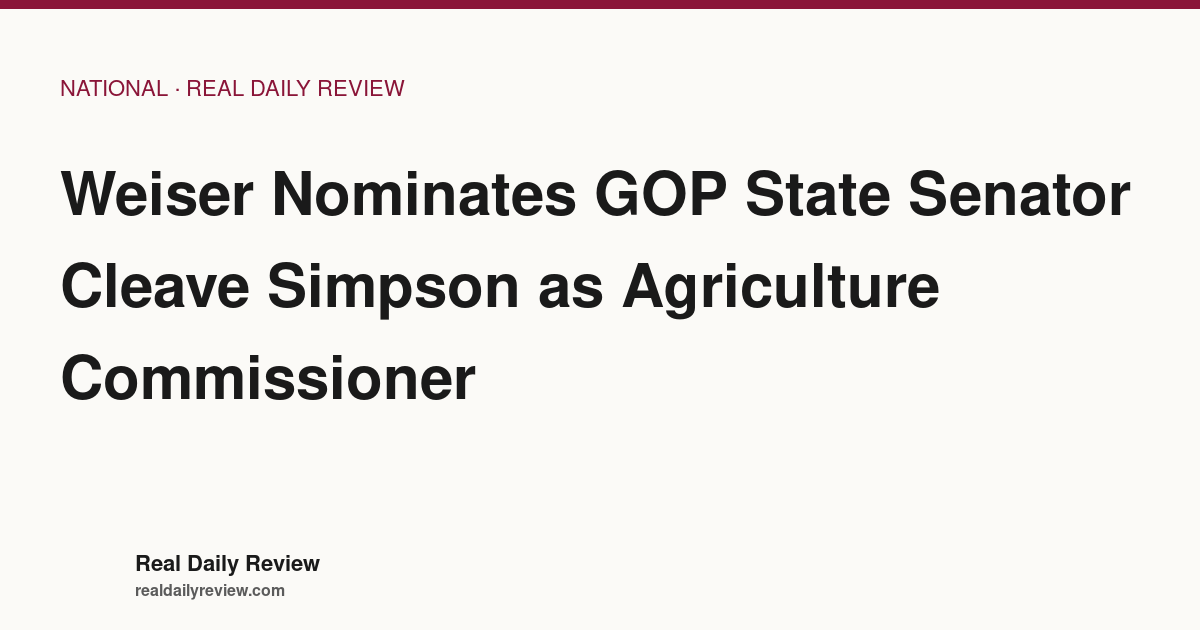 NATIONAL · REAL DAILY REVIEW
Weiser Nominates GOP State Senator
Cleave Simpson as Agriculture
Commissioner
Real Daily Review
realdailyreview.com